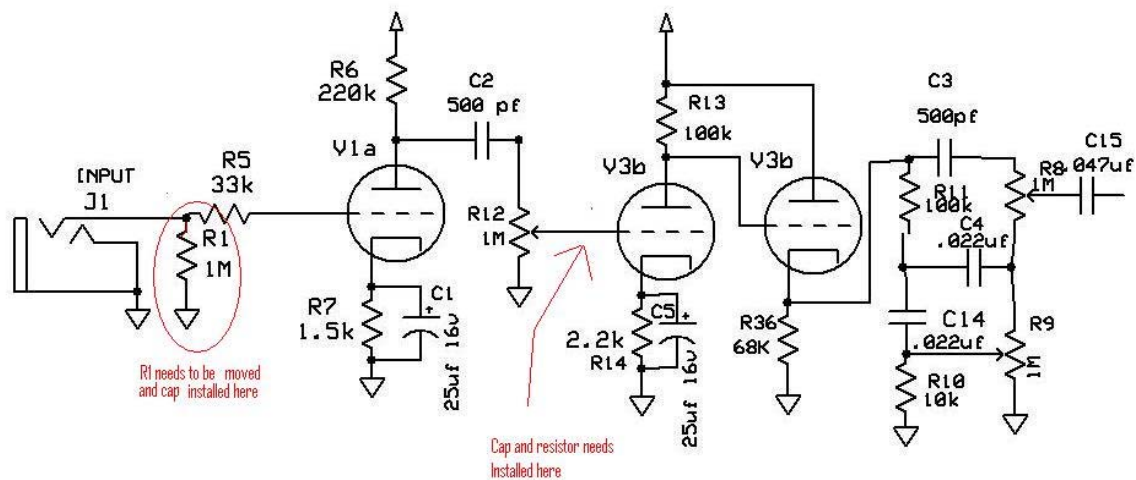 R6
220k
C2
500 pf
R13
100k
C3
500pf
V1a
V3b
V3b
C15
.047uf
R5
33k
INPUT
J1
R1
1M
R12
1M
R11
100k
R8
1M
C4
.022uf
R7
1.5k
C1
25uf 16v
2.2k
R14
C5
25uf 16v
R36
68K
C14
.022uf
R9
1M
R10
10k
R1 needs to be moved
and cap installed here
Cap and resistor needs
Installed here